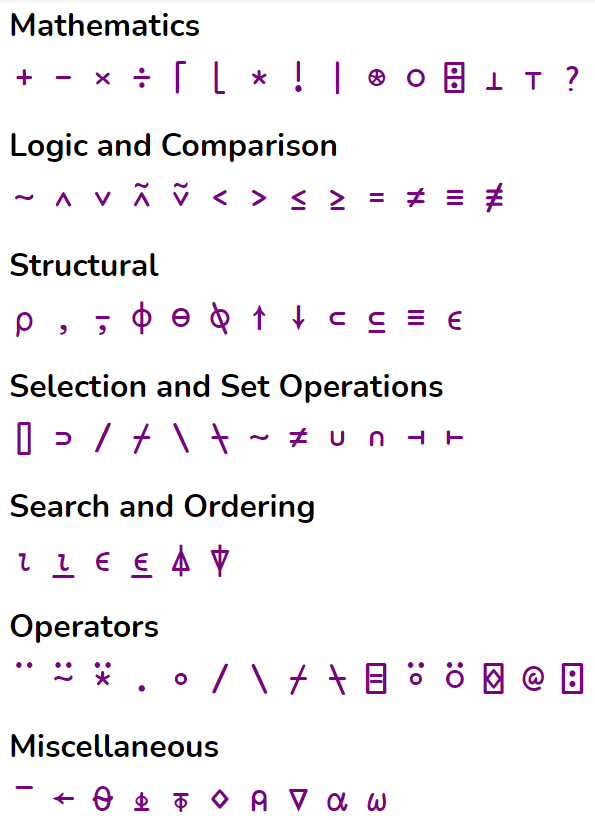 Mathematics
+ − × ÷ ⌈ ⌊ * ! | ⍟ ○ ⌹ ⊥ ⊤ ?
Logic and Comparison
~ ∧ ∨ ⍲ ⍱ < > ≤ ≥ = ≠ ≡ ≢
Structural
⍴ , ⍪ ⌽ ⊖ ⍉ ↑ ↓ ⊂ ⊆ ≡ ∊
Selection and Set Operations
⌷ ⊃ / ⌿ \ ⍀ ~ ≠ ∪ ∩ ⊣ ⊢
Search and Ordering
⍳ ⍸ ∊ ⍷ ⍋ ⍒
Operators
¨ ⍨ ⍣ . ∘ / \ ⌿ ⍀ ⌸ ⍤ ⍥ ⌺ @ ⍠
Miscellaneous
¯ ← ⍬ ⍎ ⍕ ⋄ ⍝ ∇ ⍺ ⍵